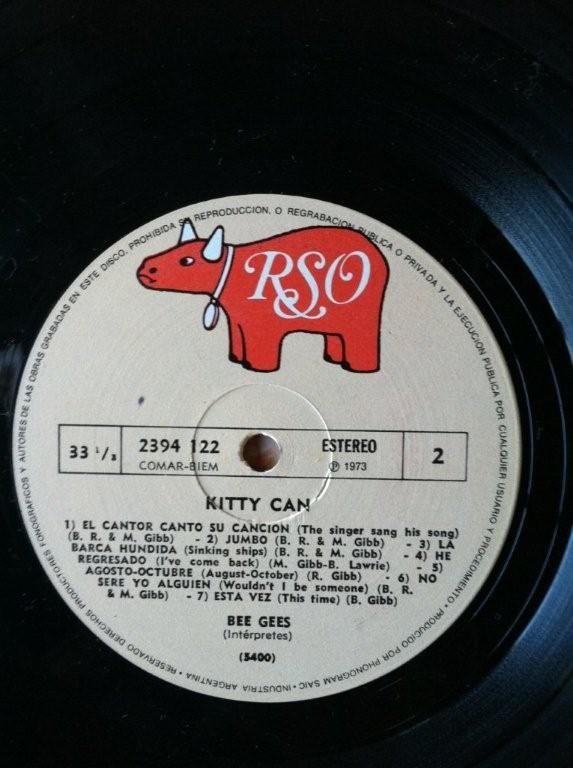 RSO
33 1/3
2394 122
COMAR-BIEM
ESTEREO
℗ 1973
2
KITTY CAN
1) EL CANTOR CANTO SU CANCION (The singer sang his song)
(B. R. & M. Gibb) - 2) JUMBO (B. R. & M. Gibb) - 3) LA
BARCA HUNDIDA (Sinking ships) (B. R. & M. Gibb) - 4) HE
REGRESADO (I've come back) (M. Gibb-B. Lawrie) - 5)
AGOSTO-OCTUBRE (August-October) (R. Gibb) - 6) NO
SERE YO ALGUIEN (Wouldn't I be someone) (B. R.
& M. Gibb) - 7) ESTA VEZ (This time) (B. Gibb)
BEE GEES
(Intérpretes)
(5400)
RESERVADO DERECHOS PRODUCTORES FONOGRAFICOS Y AUTORES DE LAS OBRAS GRABADAS EN ESTE DISCO. PROHIBIDA SU REPRODUCCION, O REGRABACION PUBLICA O PRIVADA Y LA EJECUCION PUBLICA POR CUALQUIER USUARIO Y PROCEDIMIENTO • PRODUCIDO POR PHONOGRAM SAIC • INDUSTRIA ARGENTINA •